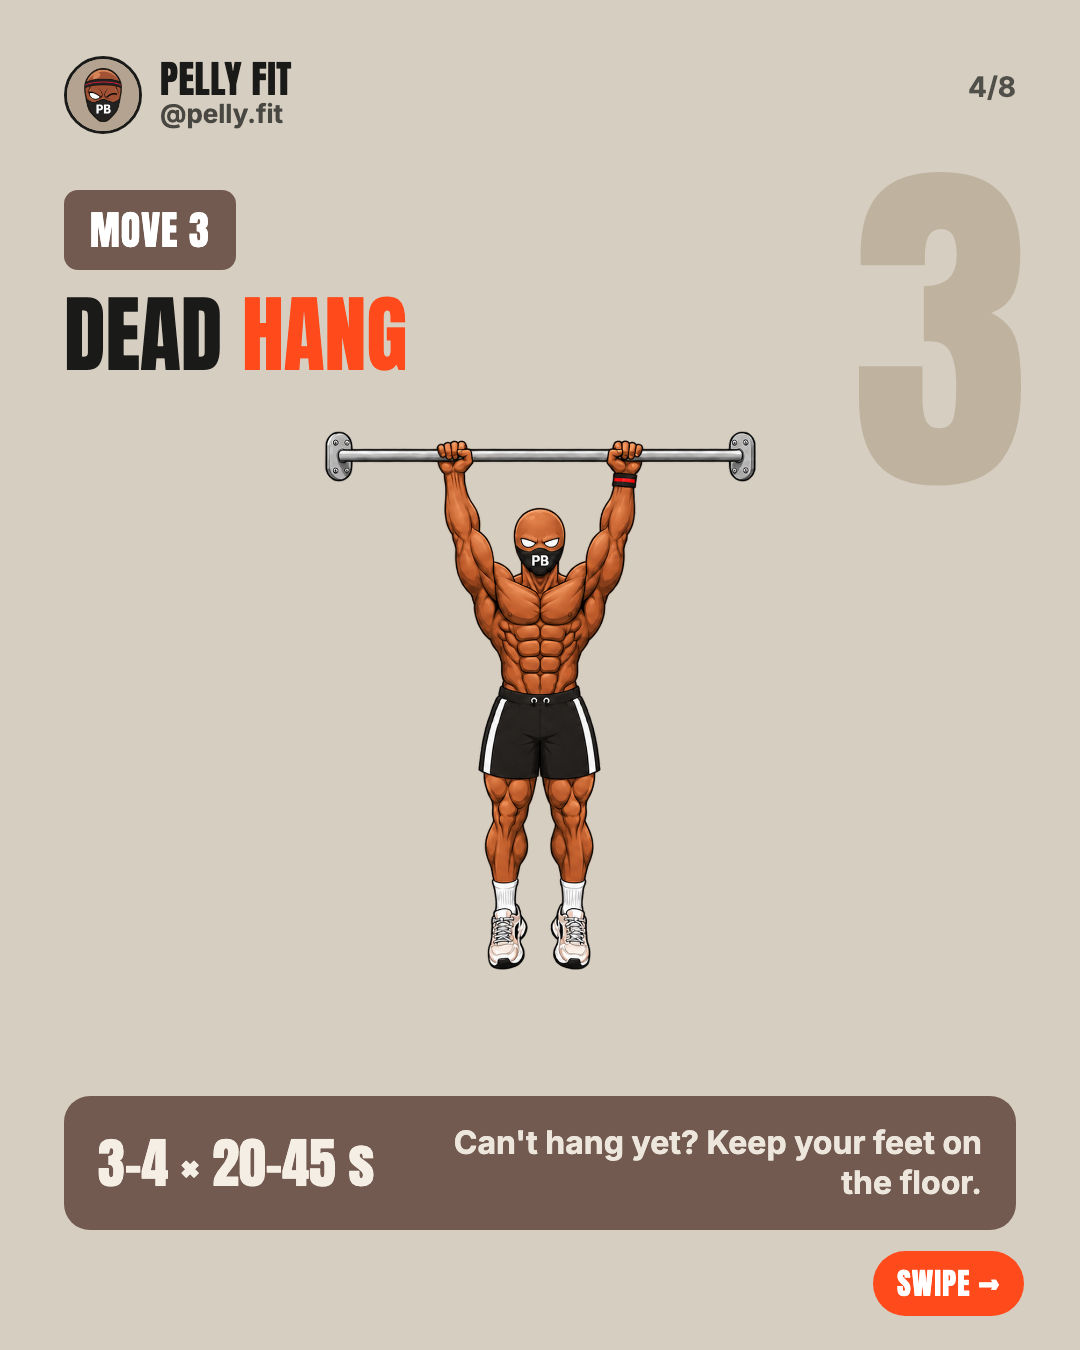 PB
PELLY FIT
@pelly.fit
4/8
MOVE 3
3
DEAD HANG
PB
3-4 × 20-45 S
Can't hang yet? Keep your feet on
the floor.
SWIPE →